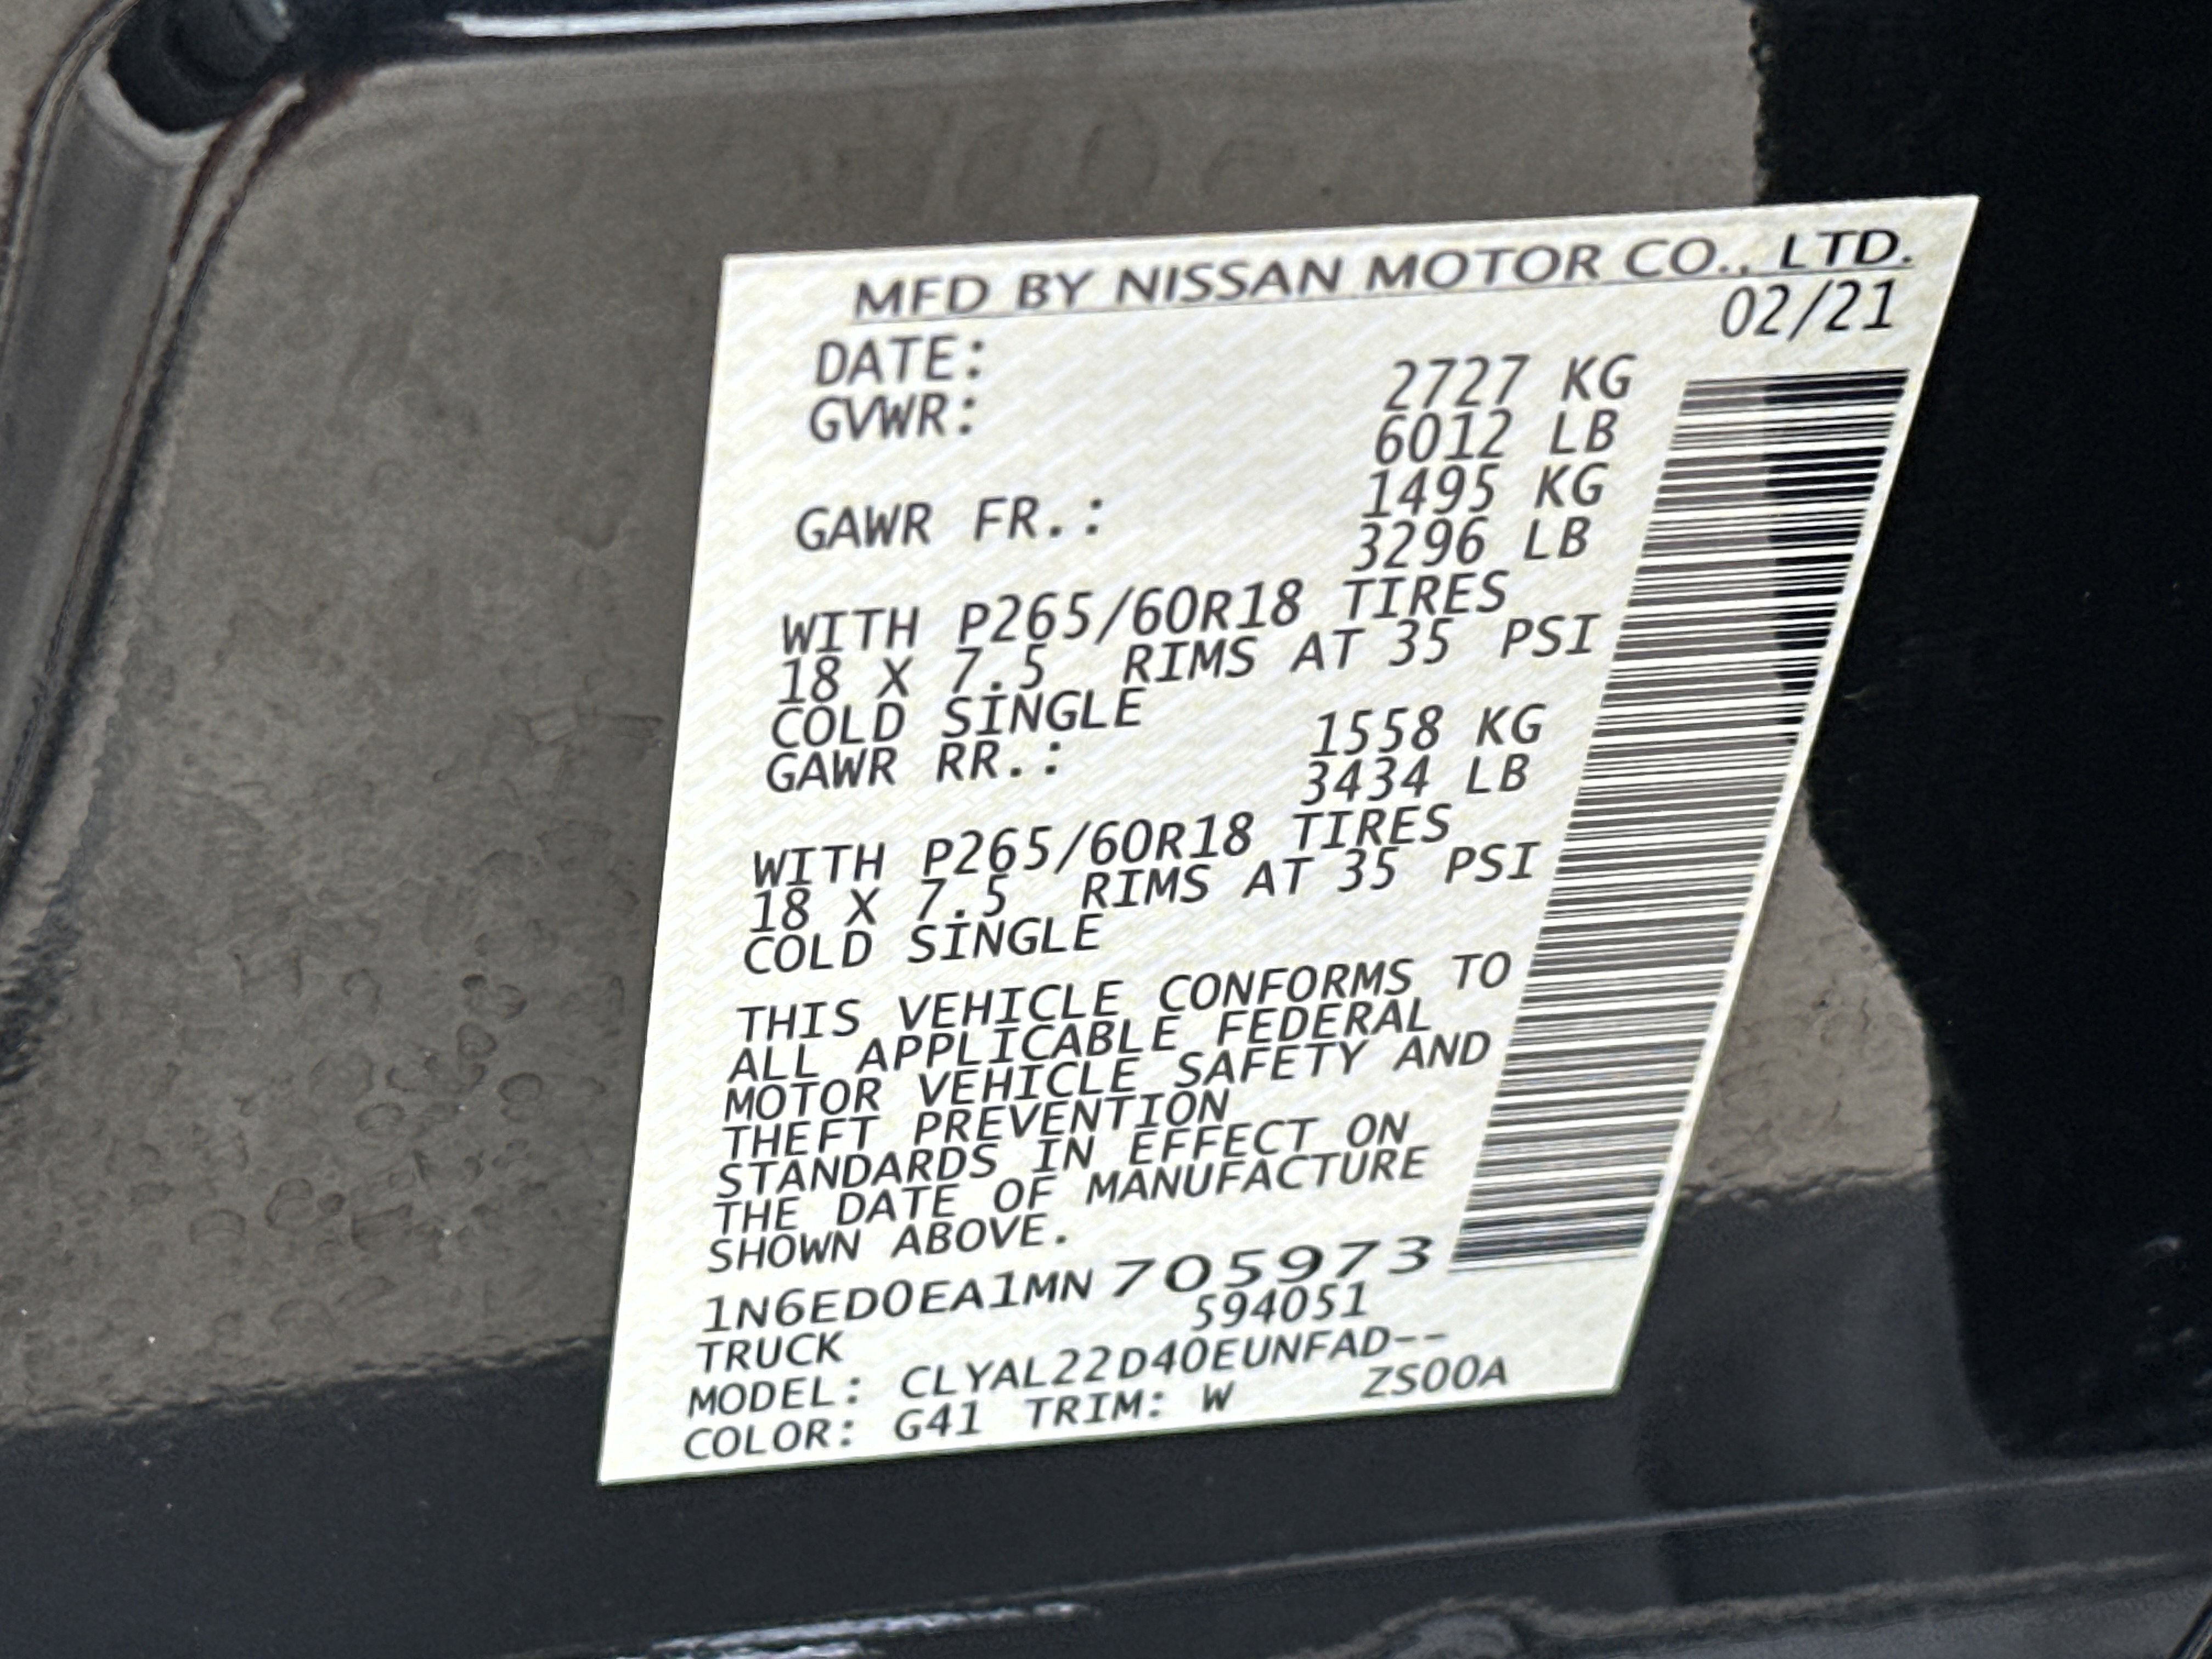 MFD BY NISSAN MOTOR CO., LTD.
DATE: 02/21
GVWR: 2727 KG
6012 LB
GAWR FR.: 1495 KG
3296 LB
WITH P265/60R18 TIRES
18 X 7.5 RIMS AT 35 PSI
COLD SINGLE
GAWR RR.: 1558 KG
3434 LB
WITH P265/60R18 TIRES
18 X 7.5 RIMS AT 35 PSI
COLD SINGLE
THIS VEHICLE CONFORMS TO
ALL APPLICABLE FEDERAL
MOTOR VEHICLE SAFETY AND
THEFT PREVENTION
STANDARDS IN EFFECT ON
THE DATE OF MANUFACTURE
SHOWN ABOVE.
1N6ED0EA1MN705973
594051
TRUCK
MODEL: CLYAL22D40EUNFAD--
COLOR: G41 TRIM: W ZS00A